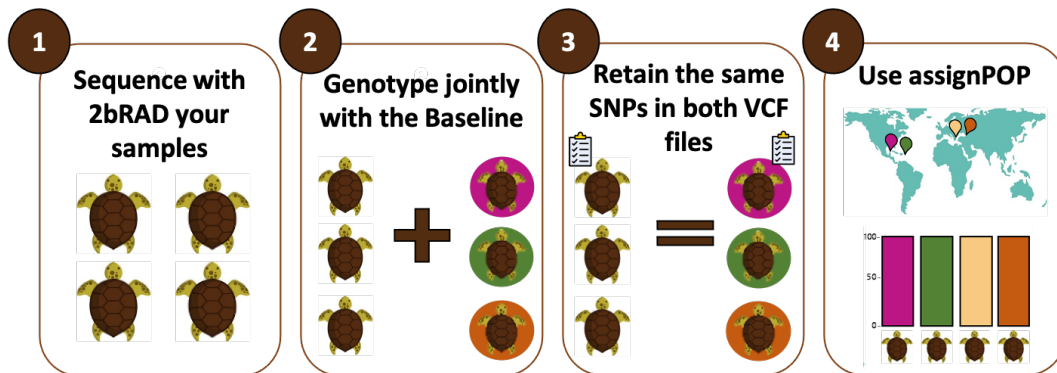 1
Sequence with
2bRAD your
samples
2
Genotype jointly
with the Baseline
3
Retain the same
SNPs in both VCF
files
4
Use assignPOP
100
50
0